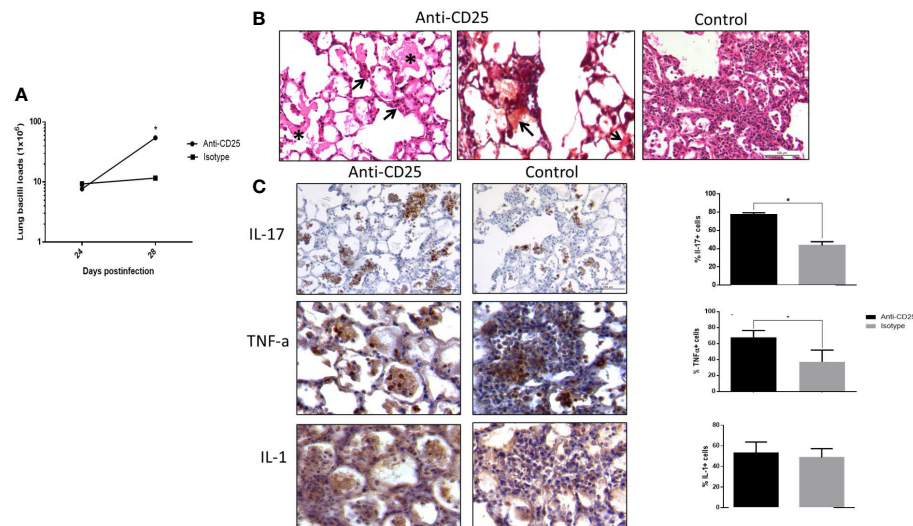 A
Lung bacilli loads (1x10⁶)
100
10
1
*
Anti-CD25
Isotype
24
28
Days postinfection
B
Anti-CD25
Control
*
*
C
Anti-CD25
Control
IL-17
TNF-a
IL-1
% Il-17+ cells
100
80
60
40
20
0
*
% TNFα+ cells
100
80
60
40
20
0
Anti-CD25
Isotype
% IL-1+ cells
80
60
40
20
0